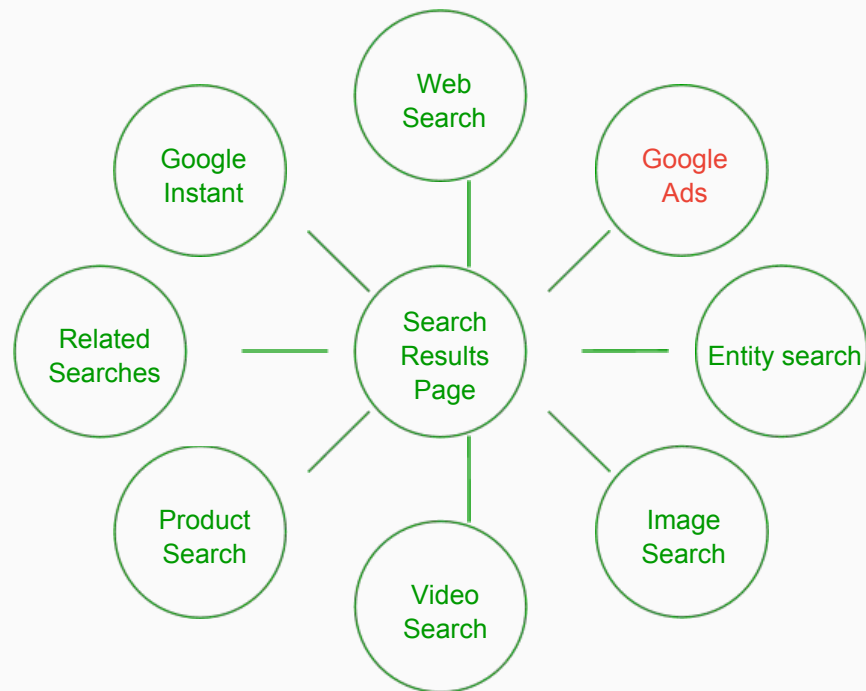 Web
Search
Google
Instant
Google
Ads
Related
Searches
Search
Results
Page
Entity search
Product
Search
Image
Search
Video
Search